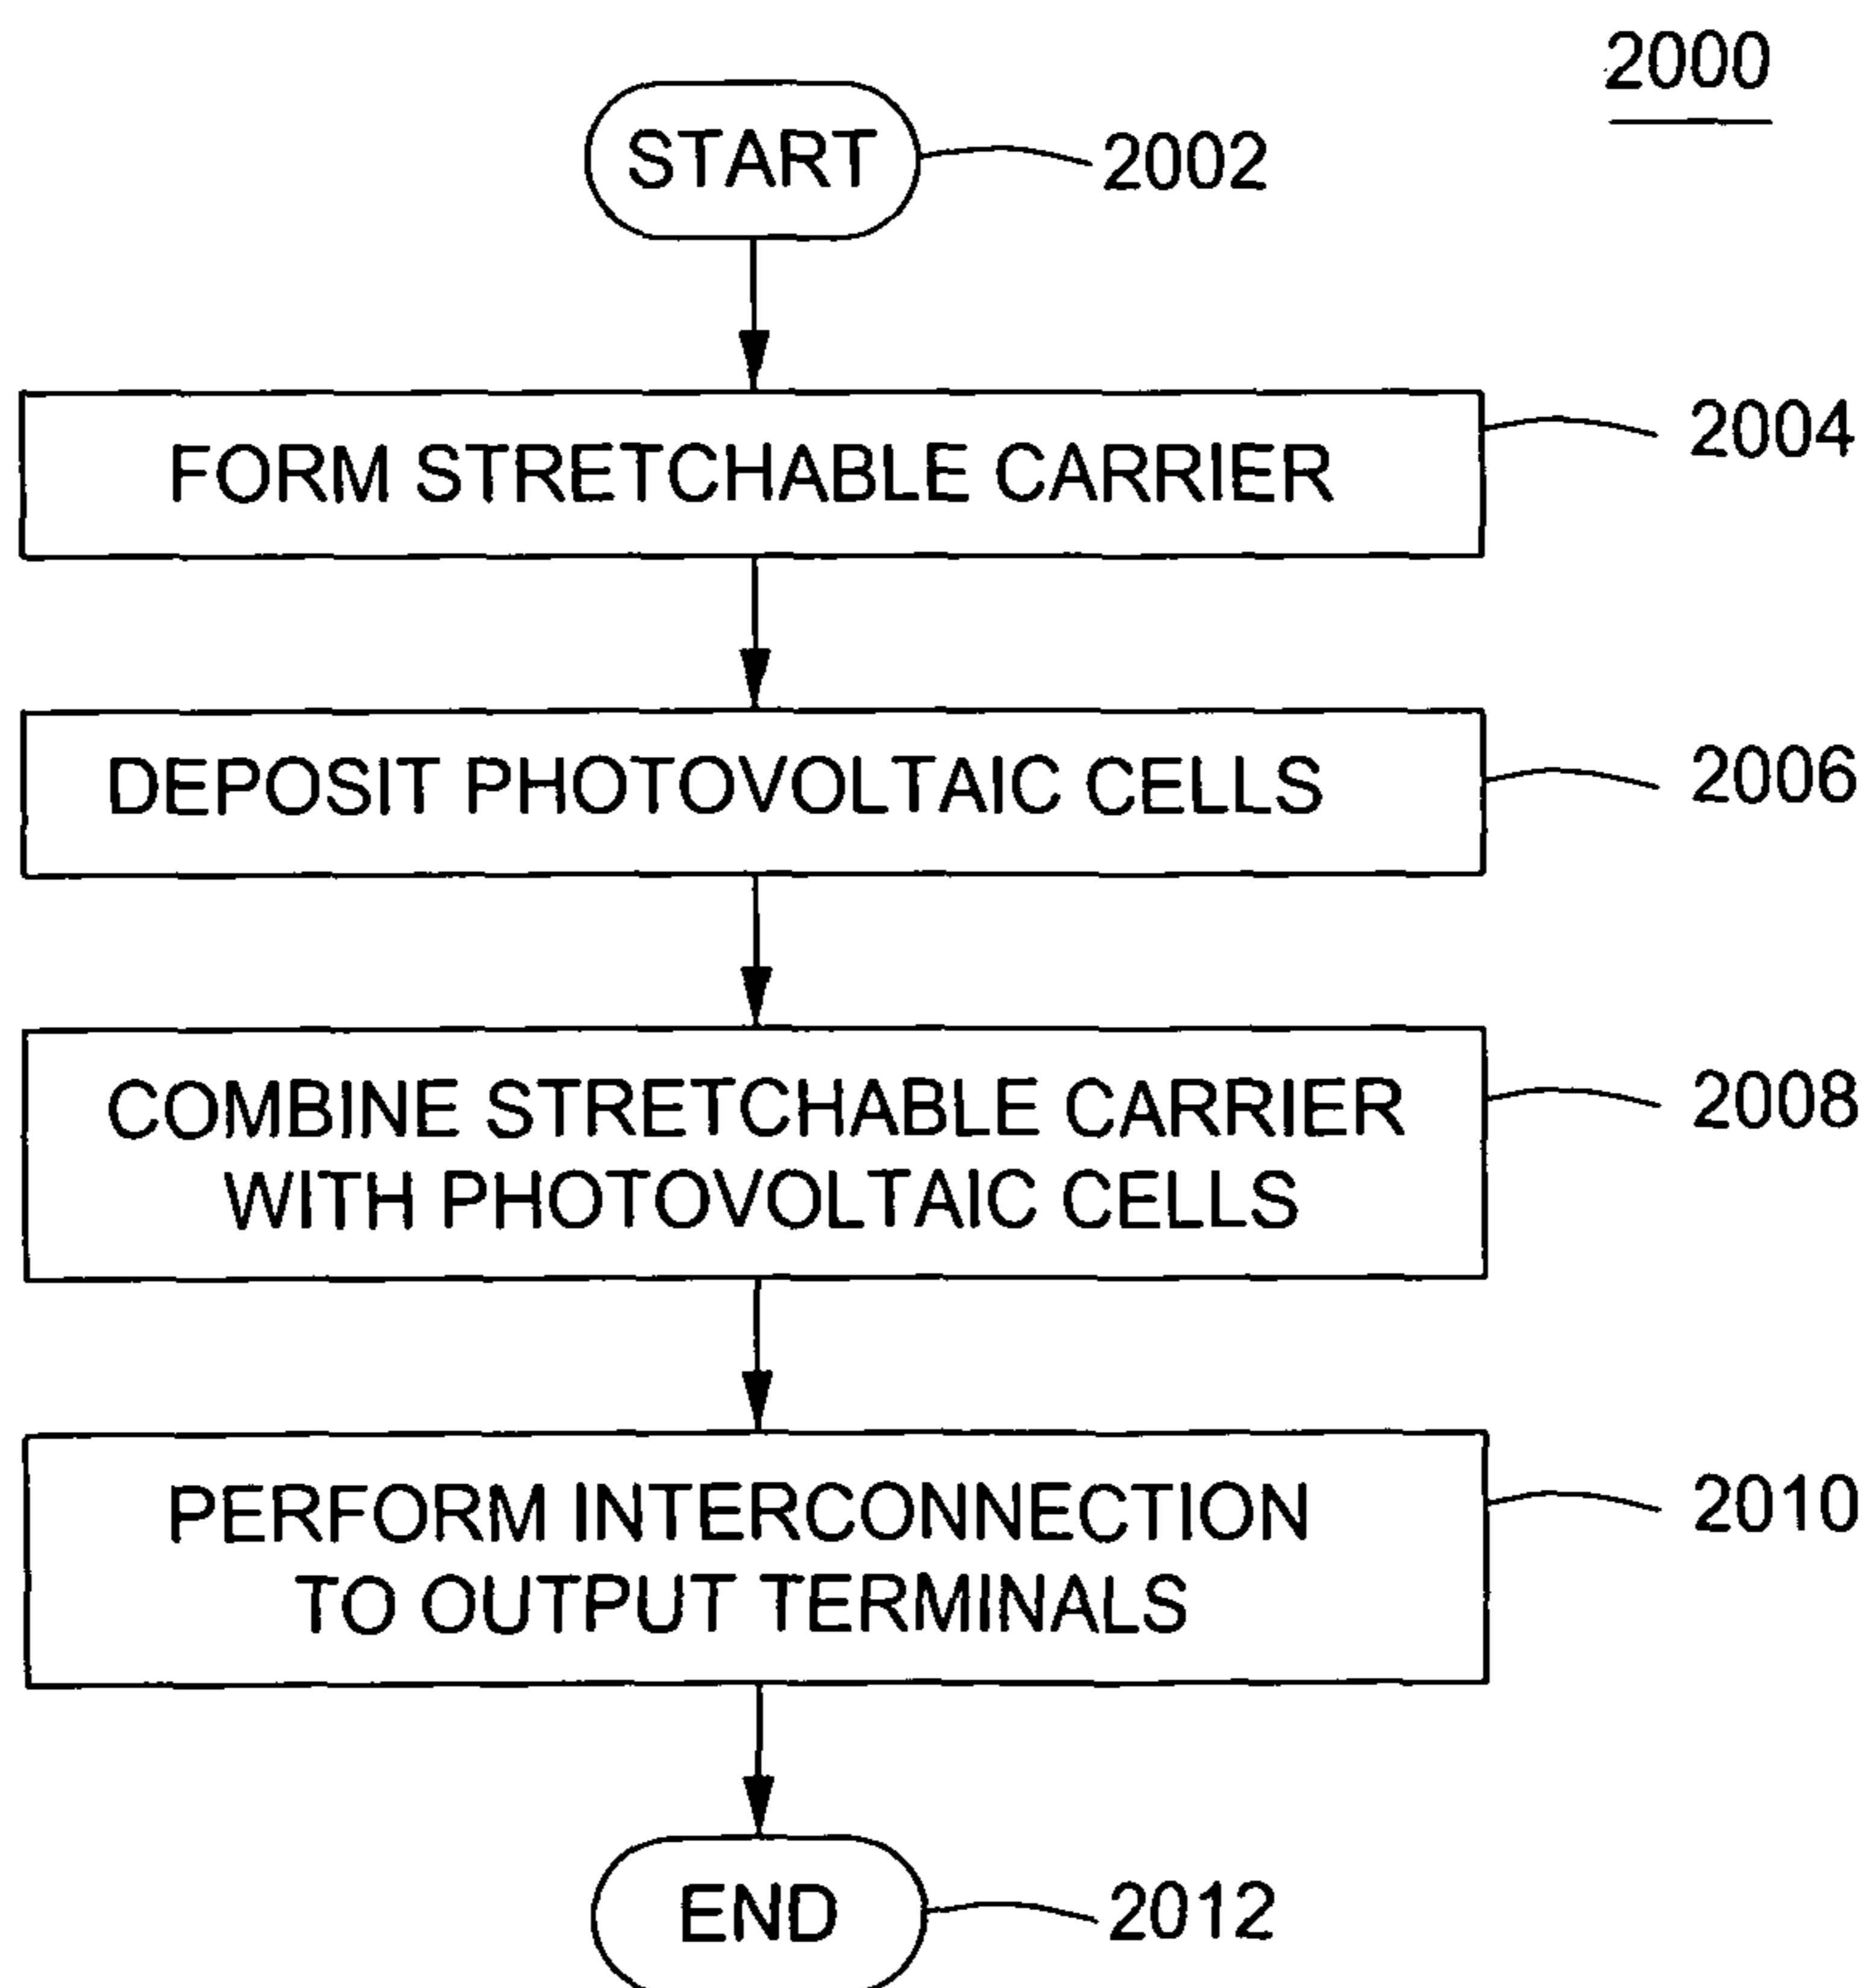 2000
START
2002
FORM STRETCHABLE CARRIER
2004
DEPOSIT PHOTOVOLTAIC CELLS
2006
COMBINE STRETCHABLE CARRIER
WITH PHOTOVOLTAIC CELLS
2008
PERFORM INTERCONNECTION
TO OUTPUT TERMINALS
2010
END
2012